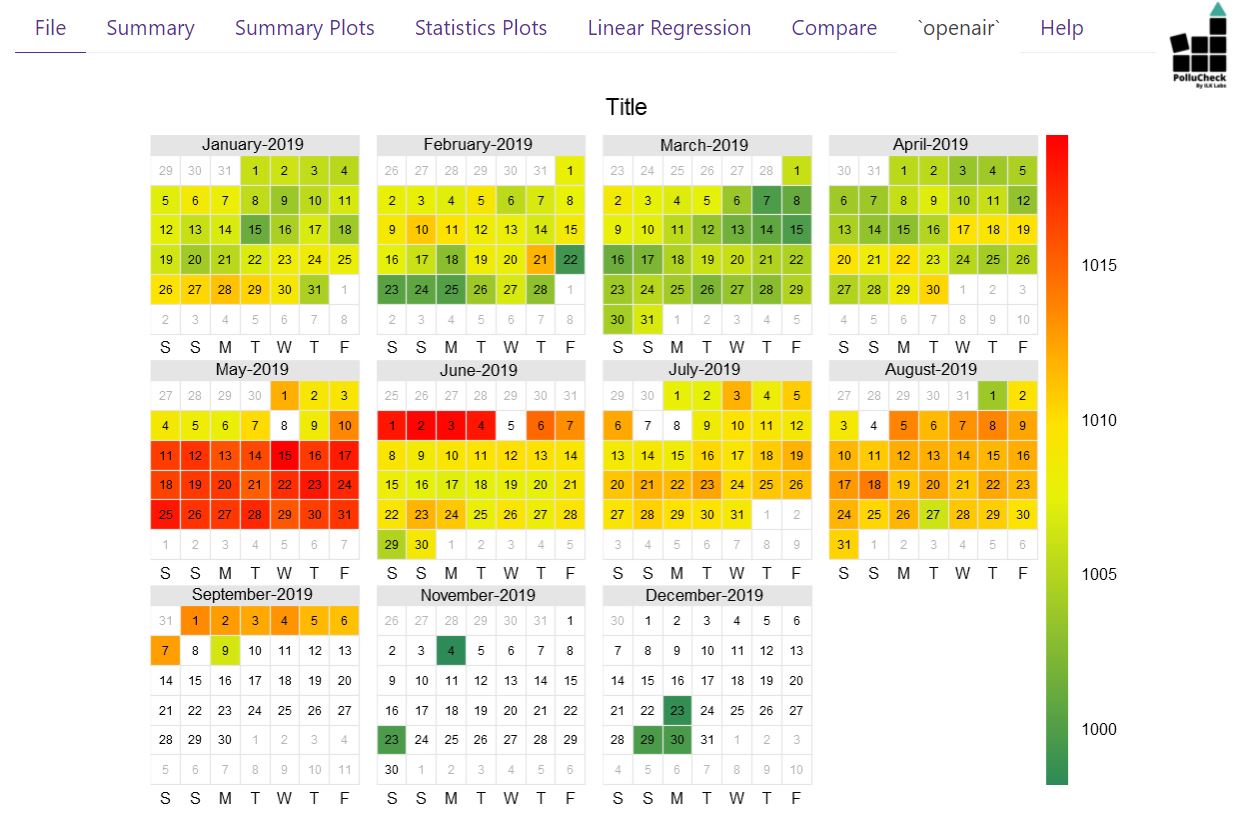 File Summary Summary Plots Statistics Plots Linear Regression Compare `openair` Help
PolluCheck
By ILK Labs
Title
January-2019 February-2019 March-2019 April-2019
29 30 31 1 2 3 4 26 27 28 29 30 31 1 23 24 25 26 27 28 1 30 31 1 2 3 4 5
5 6 7 8 9 10 11 2 3 4 5 6 7 8 2 3 4 5 6 7 8 6 7 8 9 10 11 12
12 13 14 15 16 17 18 9 10 11 12 13 14 15 9 10 11 12 13 14 15 13 14 15 16 17 18 19
19 20 21 22 23 24 25 16 17 18 19 20 21 22 16 17 18 19 20 21 22 20 21 22 23 24 25 26
1015
26 27 28 29 30 31 1 23 24 25 26 27 28 1 23 24 25 26 27 28 29 27 28 29 30 1 2 3
2 3 4 5 6 7 8 2 3 4 5 6 7 8 30 31 1 2 3 4 5 4 5 6 7 8 9 10
S S M T W T F S S M T W T F S S M T W T F S S M T W T F
May-2019 June-2019 July-2019 August-2019
27 28 29 30 1 2 3 25 26 27 28 29 30 31 29 30 1 2 3 4 5 27 28 29 30 31 1 2
4 5 6 7 8 9 10 1 2 3 4 5 6 7 6 7 8 9 10 11 12 3 4 5 6 7 8 9
1010
11 12 13 14 15 16 17 8 9 10 11 12 13 14 13 14 15 16 17 18 19 10 11 12 13 14 15 16
18 19 20 21 22 23 24 15 16 17 18 19 20 21 20 21 22 23 24 25 26 17 18 19 20 21 22 23
25 26 27 28 29 30 31 22 23 24 25 26 27 28 27 28 29 30 31 1 2 24 25 26 27 28 29 30
1 2 3 4 5 6 7 29 30 1 2 3 4 5 3 4 5 6 7 8 9 31 1 2 3 4 5 6
S S M T W T F S S M T W T F S S M T W T F S S M T W T F
1005
September-2019 November-2019 December-2019
31 1 2 3 4 5 6 26 27 28 29 30 31 1 30 1 2 3 4 5 6
7 8 9 10 11 12 13 2 3 4 5 6 7 8 7 8 9 10 11 12 13
14 15 16 17 18 19 20 9 10 11 12 13 14 15 14 15 16 17 18 19 20
21 22 23 24 25 26 27 16 17 18 19 20 21 22 21 22 23 24 25 26 27
28 29 30 1 2 3 4 23 24 25 26 27 28 29 28 29 30 31 1 2 3
1000
5 6 7 8 9 10 11 30 1 2 3 4 5 6 4 5 6 7 8 9 10
S S M T W T F S S M T W T F S S M T W T F